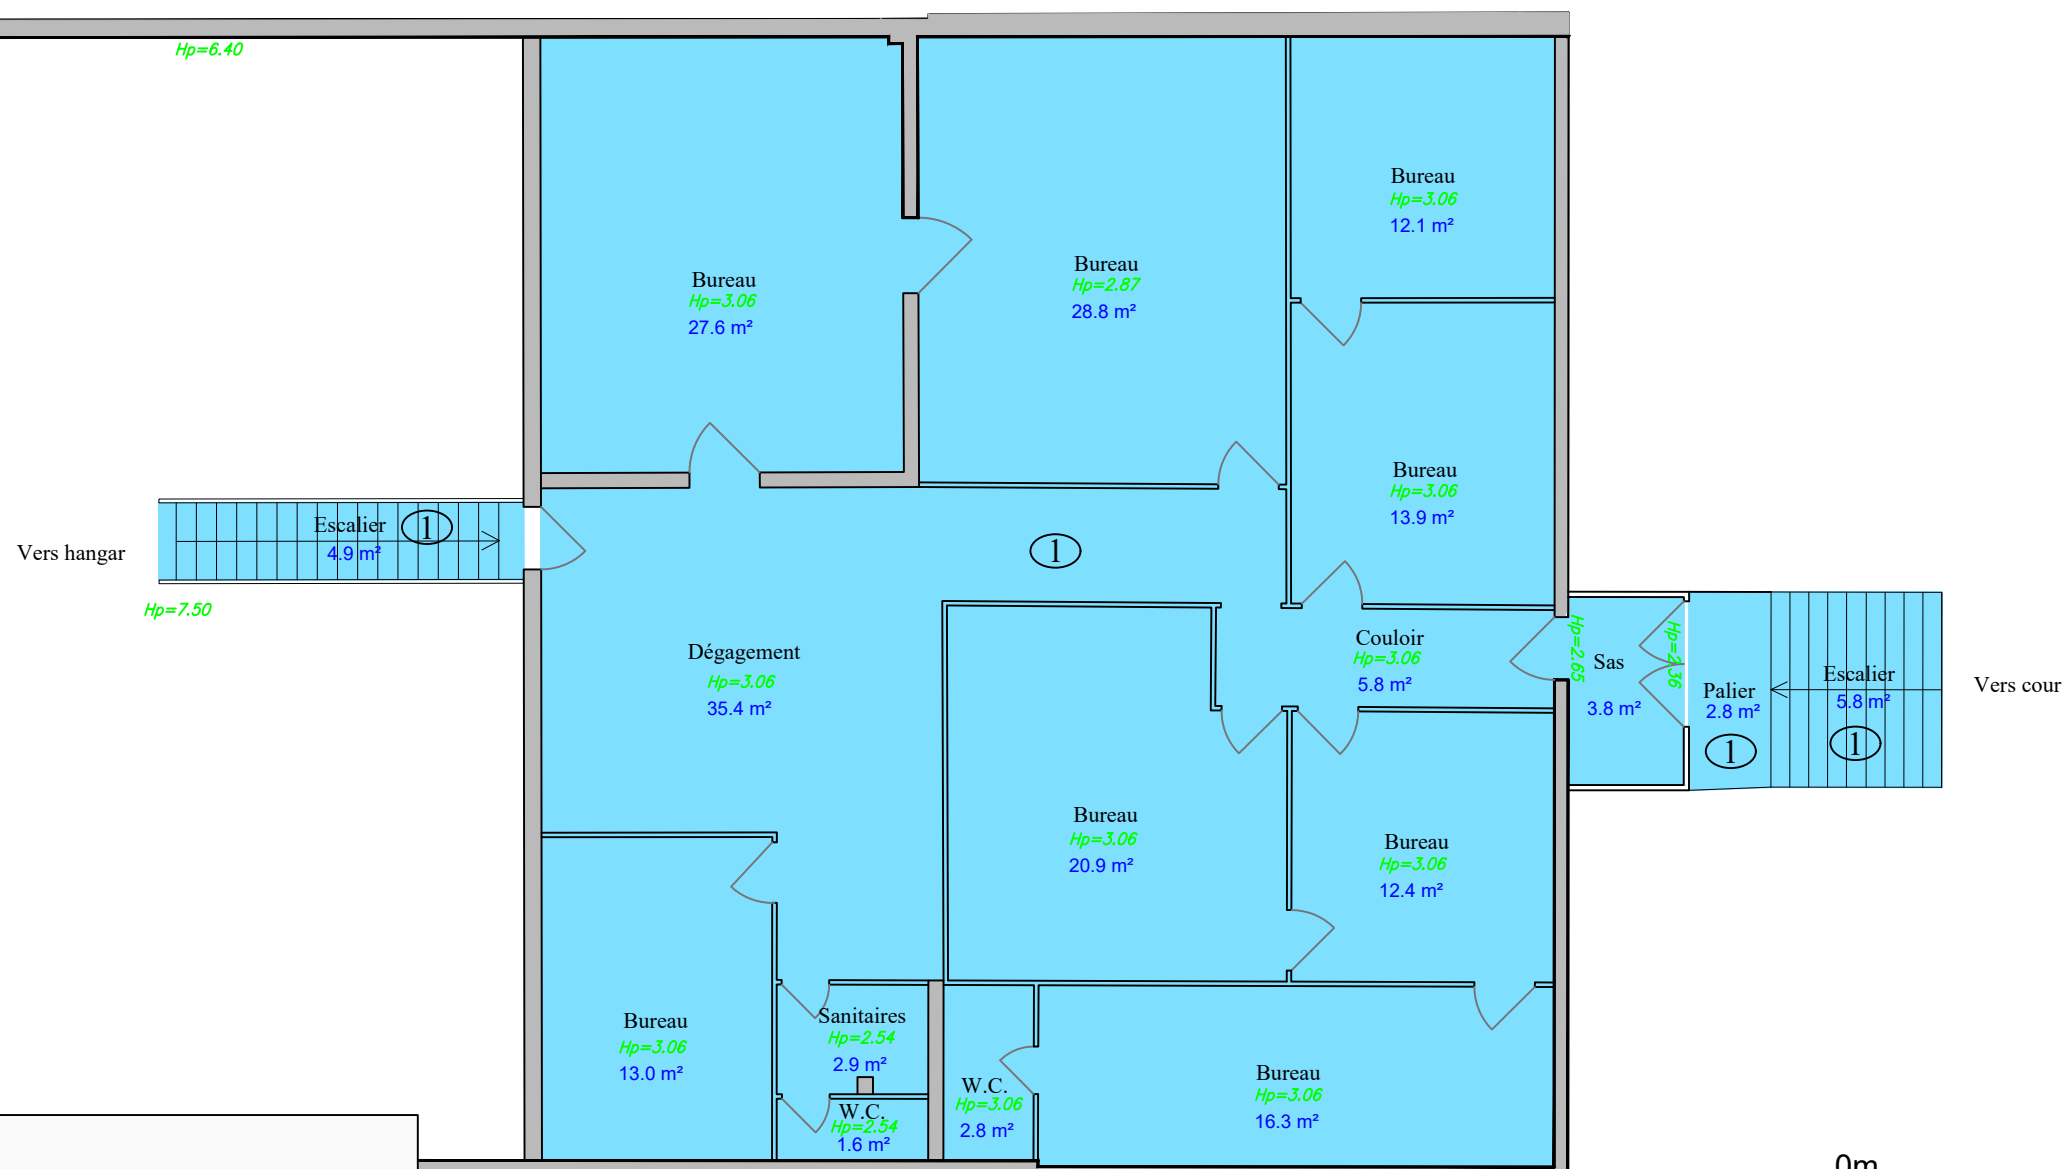 Hp=6.40
Bureau
Hp=3.06
12.1 m²
Bureau
Hp=3.06
27.6 m²
Bureau
Hp=2.87
28.8 m²
Bureau
Hp=3.06
13.9 m²
Vers hangar
Escalier
4.9 m²
1
Hp=7.50
1
Dégagement
Hp=3.06
35.4 m²
Couloir
Hp=3.06
5.8 m²
Hp=2.65
Sas
3.8 m²
Hp=2.36
Palier
2.8 m²
1
Escalier
5.8 m²
1
Vers cour
Bureau
Hp=3.06
20.9 m²
Bureau
Hp=3.06
12.4 m²
Bureau
Hp=3.06
13.0 m²
Sanitaires
Hp=2.54
2.9 m²
W.C.
Hp=2.54
1.6 m²
W.C.
Hp=3.06
2.8 m²
Bureau
Hp=3.06
16.3 m²
0m